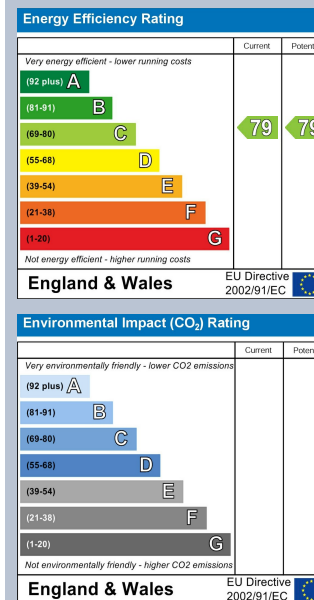 Energy Efficiency Rating
Current Potent
Very energy efficient - lower running costs
(92 plus) A
(81-91) B
(69-80) C
79 79
(55-68) D
(39-54) E
(21-38) F
(1-20) G
Not energy efficient - higher running costs
England & Wales
EU Directive
2002/91/EC
Environmental Impact (CO₂) Rating
Current Potent
Very environmentally friendly - lower CO2 emissions
(92 plus) A
(81-91) B
(69-80) C
(55-68) D
(39-54) E
(21-38) F
(1-20) G
Not environmentally friendly - higher CO2 emissions
England & Wales
EU Directive
2002/91/EC